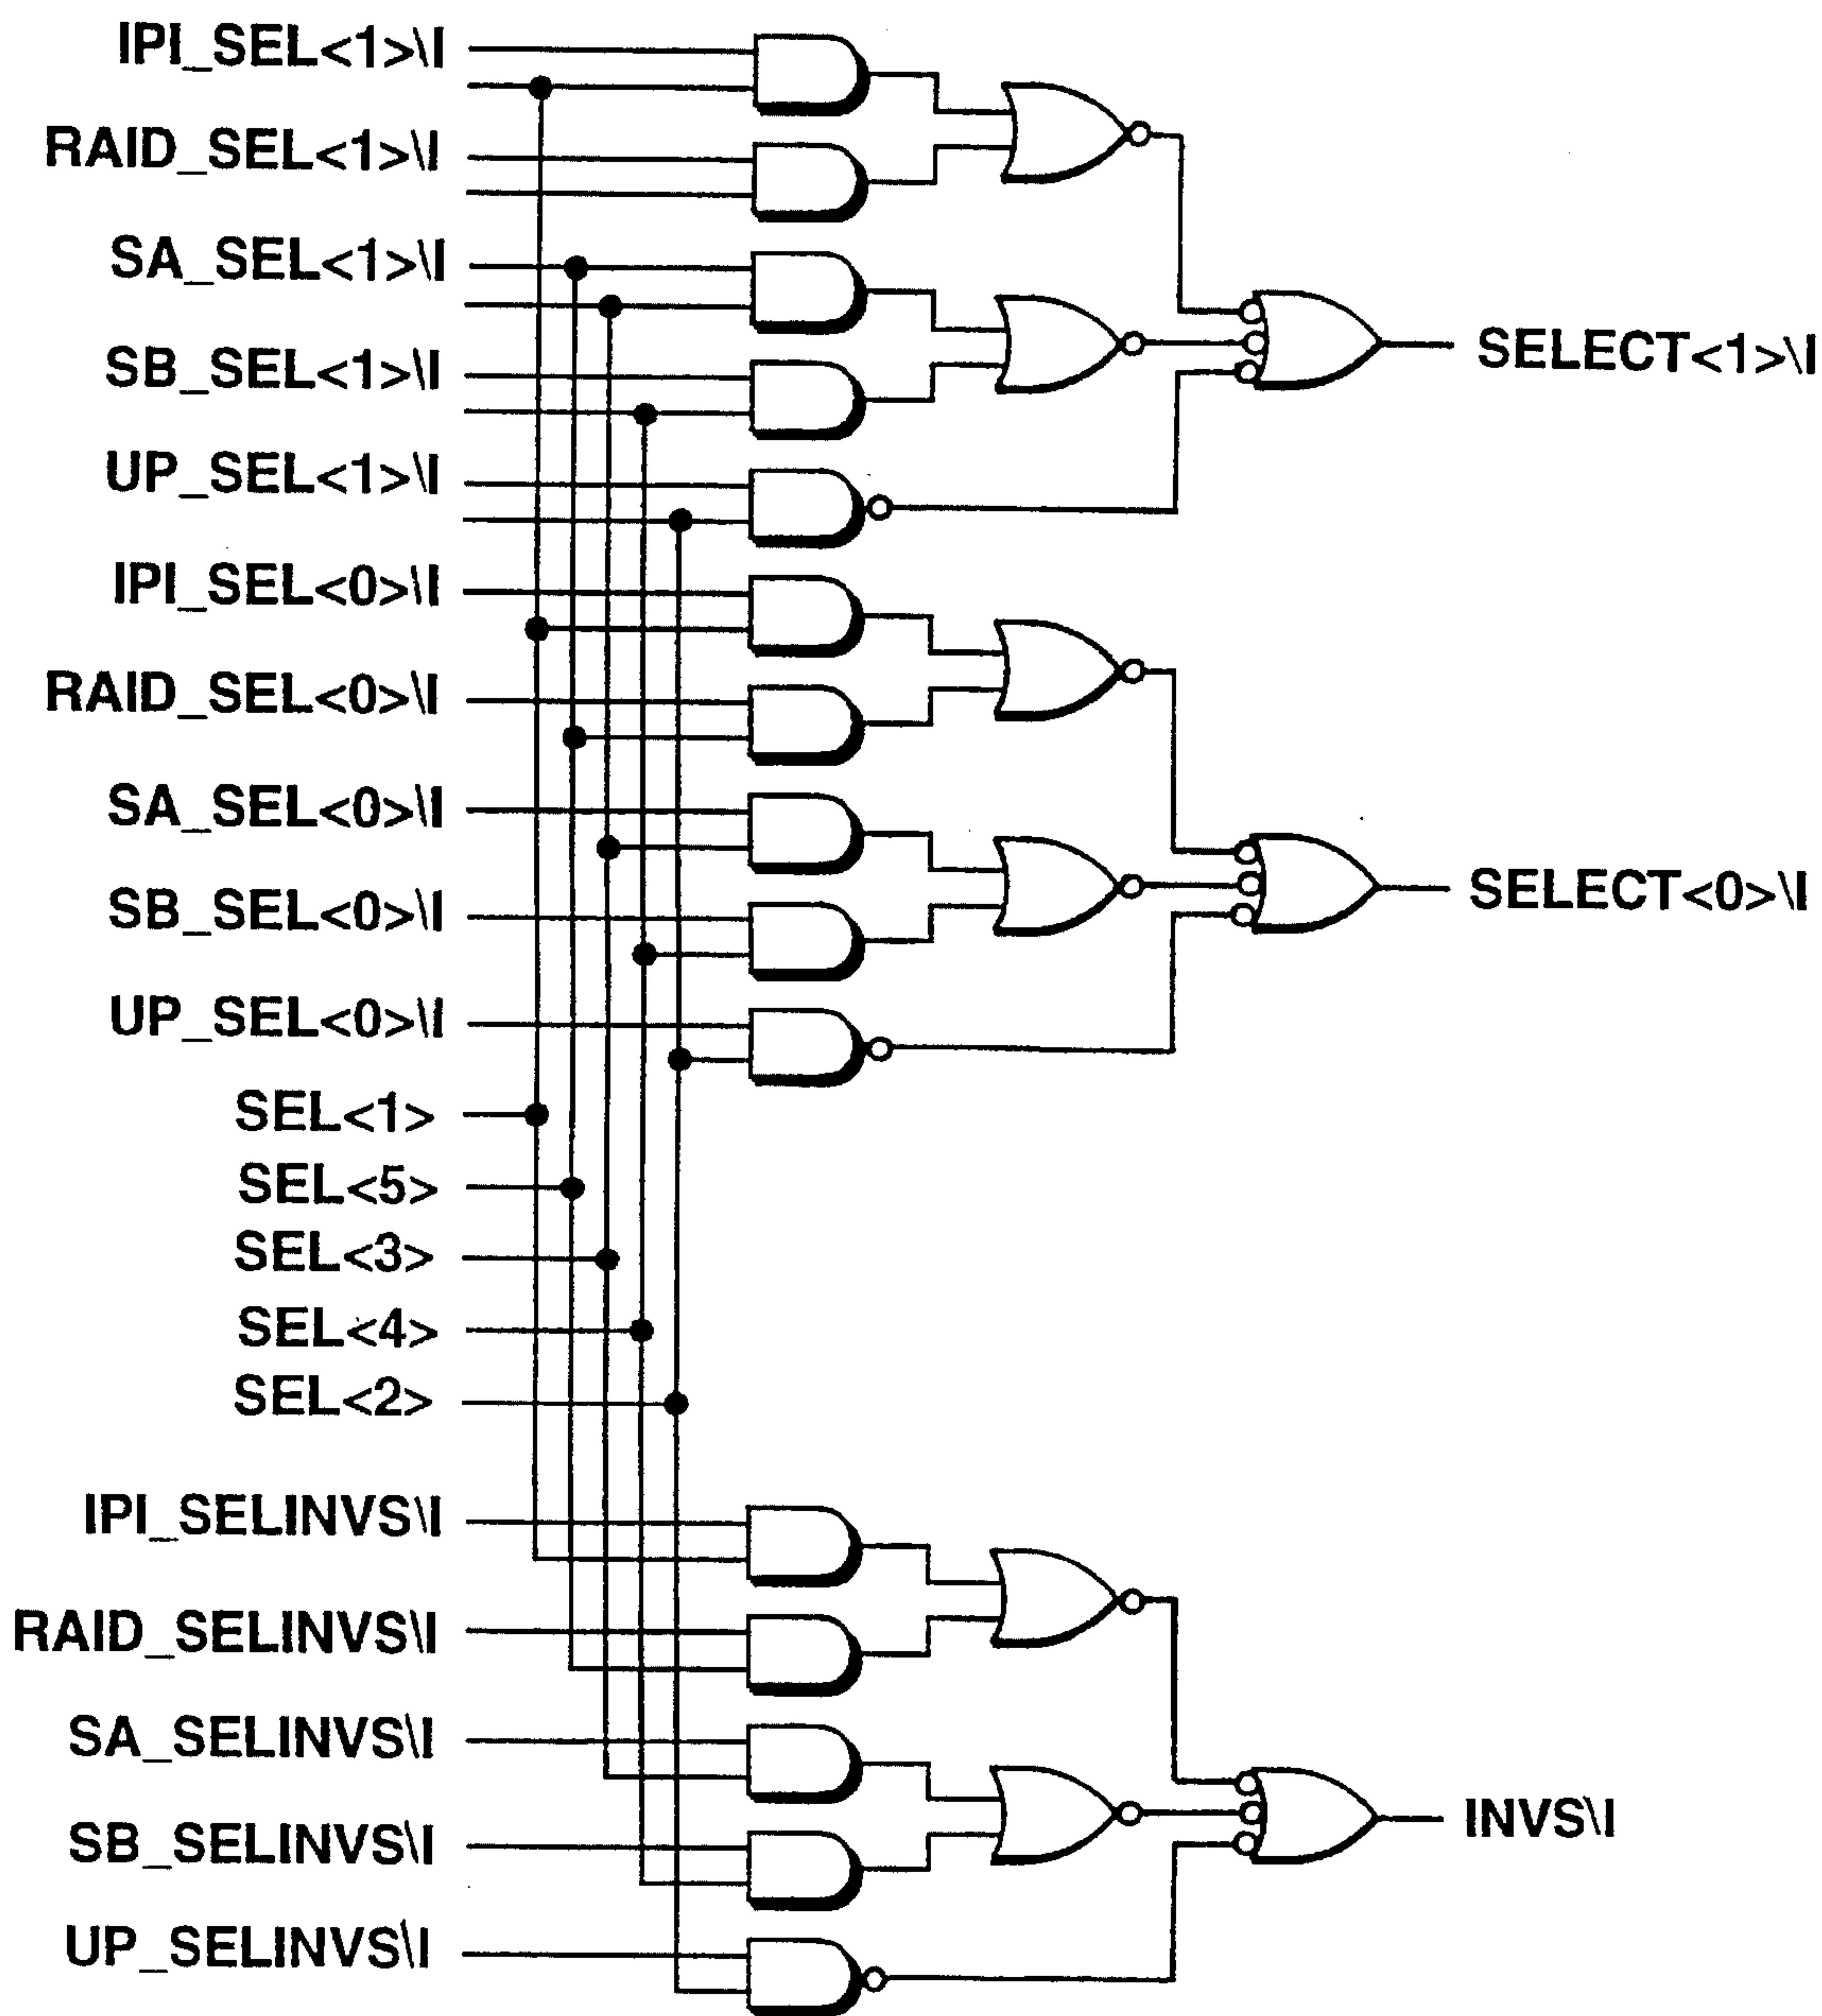 IPI_SEL<1>\I
RAID_SEL<1>\I
SA_SEL<1>\I
SB_SEL<1>\I
SELECT<1>\I
UP_SEL<1>\I
IPI_SEL<0>\I
RAID_SEL<0>\I
SA_SEL<0>\I
SELECT<0>\I
SB_SEL<0>\I
UP_SEL<0>\I
SEL<1>
SEL<5>
SEL<3>
SEL<4>
SEL<2>
IPI_SELINVS\I
RAID_SELINVS\I
SA_SELINVS\I
INVS\I
SB_SELINVS\I
UP_SELINVS\I